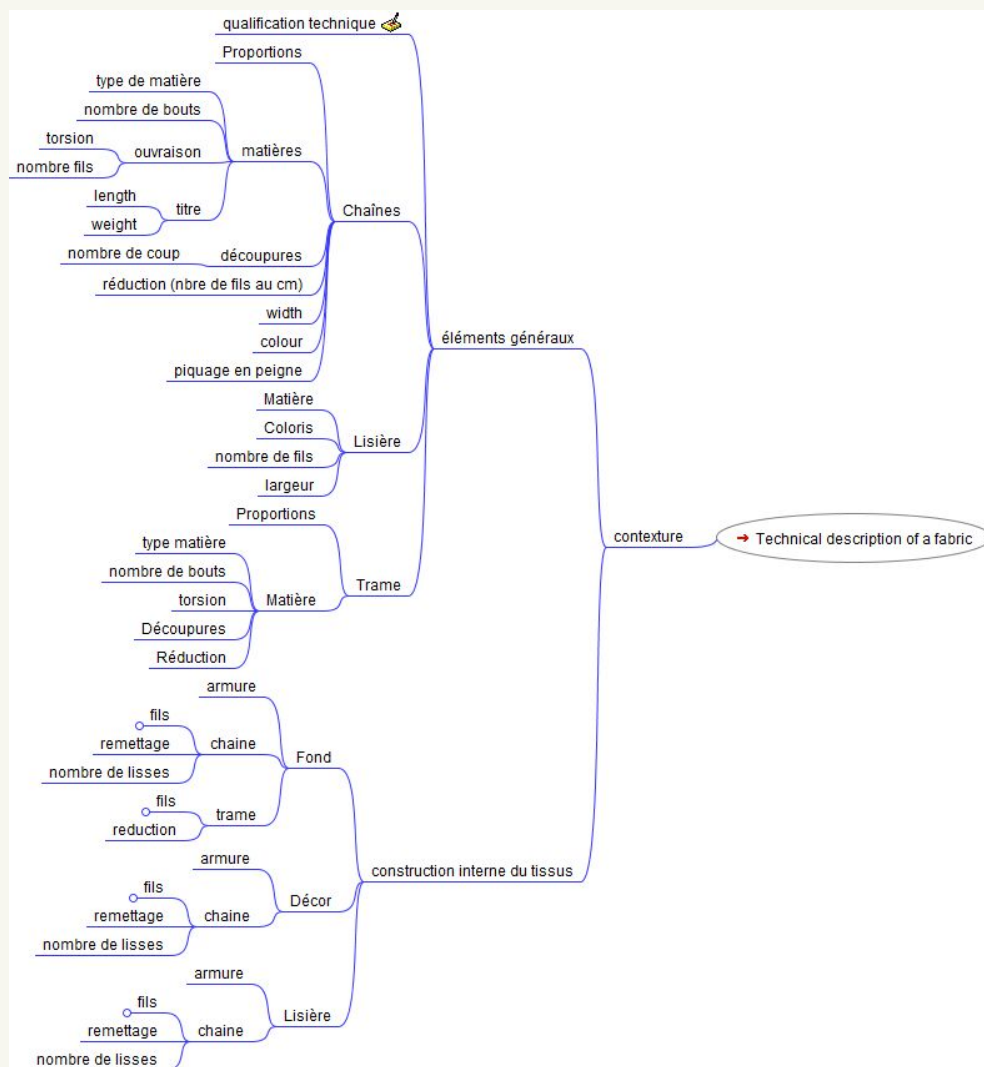 qualification technique
Proportions
type de matière
nombre de bouts
torsion
ouvraison
matières
nombre fils
length
titre
weight
Chaînes
nombre de coup
découpures
réduction (nbre de fils au cm)
width
colour
éléments généraux
piquage en peigne
Matière
Coloris
Lisière
nombre de fils
largeur
Proportions
contexture
Technical description of a fabric
type matière
nombre de bouts
Trame
torsion
Matière
Découpures
Réduction
armure
fils
remettage
chaine
Fond
nombre de lisses
fils
trame
reduction
armure
construction interne du tissus
fils
Décor
remettage
chaine
nombre de lisses
armure
fils
Lisière
remettage
chaine
nombre de lisses